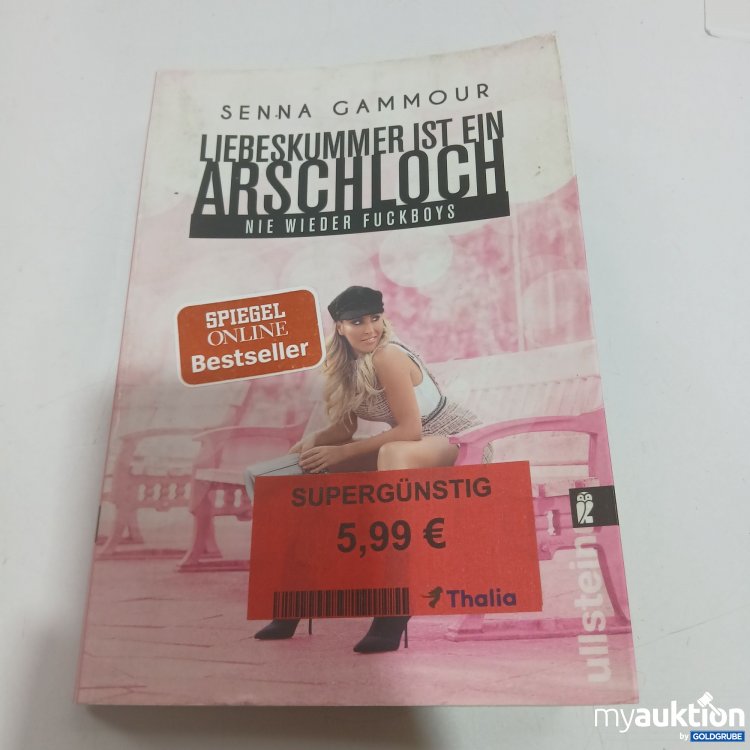 SENNA GAMMOUR
LIEBESKUMMER IST EIN
ARSCHLOCH
NIE WIEDER FUCKBOYS
SPIEGEL
ONLINE
Bestseller
SUPERGÜNSTIG
5,99 €
Thalia
ullstein
myauktion
by GOLDGRUBE